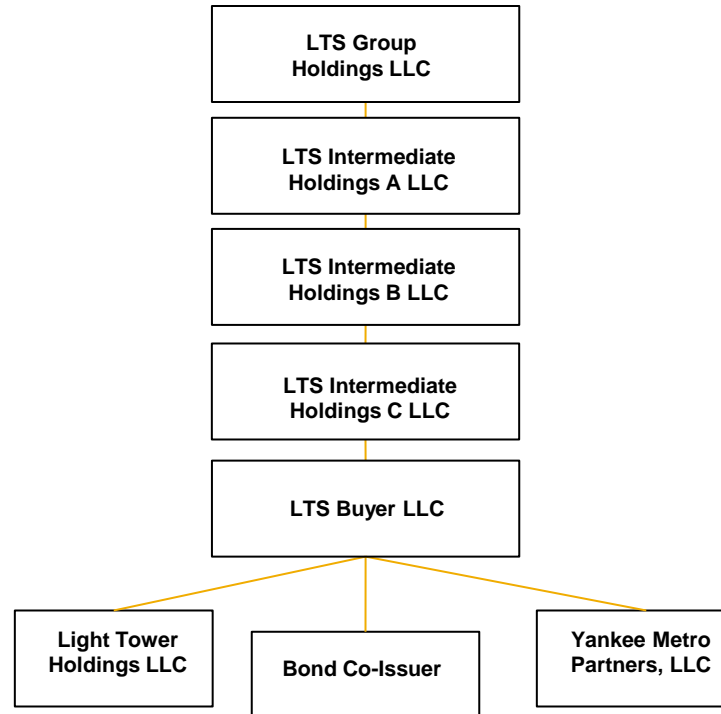 LTS Group
Holdings LLC
LTS Intermediate
Holdings A LLC
LTS Intermediate
Holdings B LLC
LTS Intermediate
Holdings C LLC
LTS Buyer LLC
Light Tower
Holdings LLC
Bond Co-Issuer
Yankee Metro
Partners, LLC